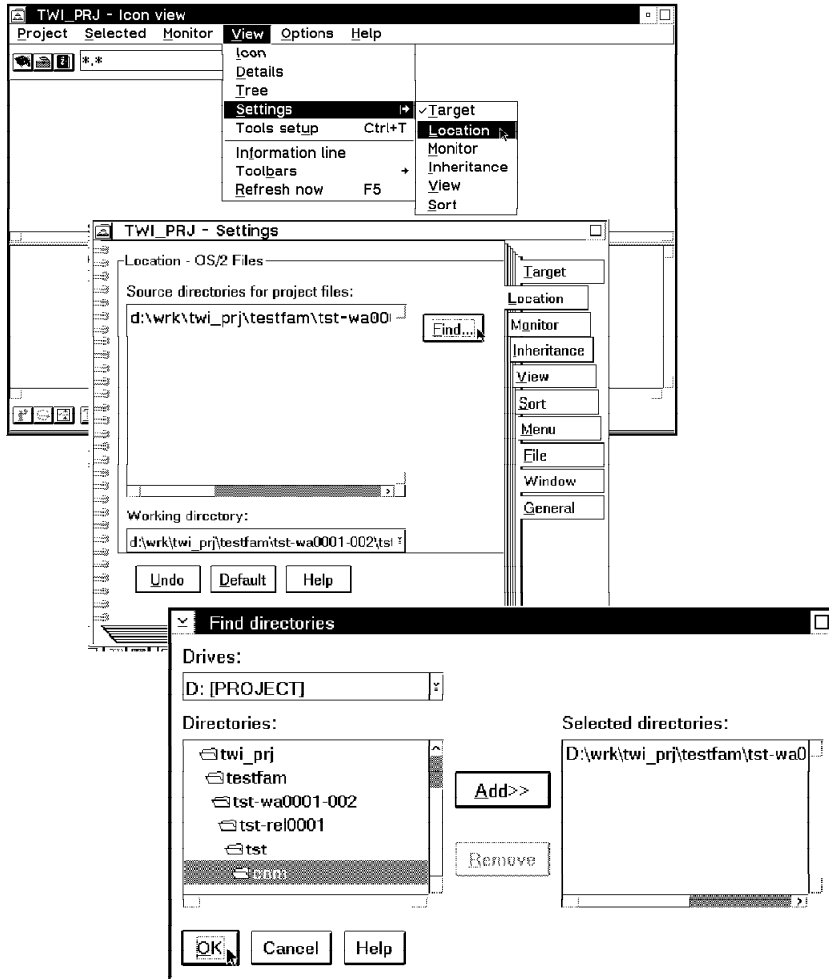 TWI_PRJ - Icon view
Project Selected Monitor View Options Help
*.*
Icon
Details
Tree
Settings
Tools setup Ctrl+T
Information line
Toolbars
Refresh now F5
Target
Location
Monitor
Inheritance
View
Sort
TWI_PRJ - Settings
Location - OS/2 Files
Source directories for project files:
d:\wrk\twi_prj\testfam\tst-wa00
Find...
Working directory:
d:\wrk\twi_prj\testfam\tst-wa0001-002\tst
Undo Default Help
Target
Location
Monitor
Inheritance
View
Sort
Menu
File
Window
General
Find directories
Drives:
D: [PROJECT]
Directories:
twi_prj
testfam
tst-wa0001-002
tst-rel0001
tst
Add>>
Remove
Selected directories:
D:\wrk\twi_prj\testfam\tst-wa0
OK Cancel Help